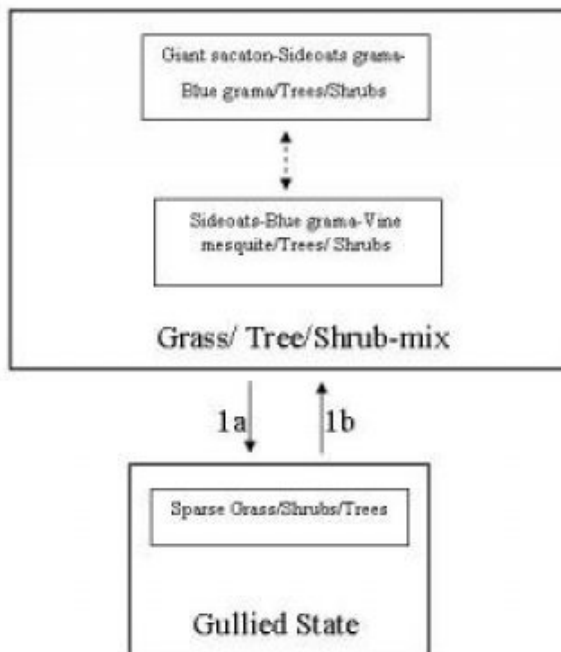 Giant sacaton-Sideoats grama-
Blue grama/Trees/Shrubs
Sideoats-Blue grama-Vine
mesquite/Trees/ Shrubs
Grass/ Tree/Shrub-mix
1a
1b
Sparse Grass/Shrubs/Trees
Gullied State